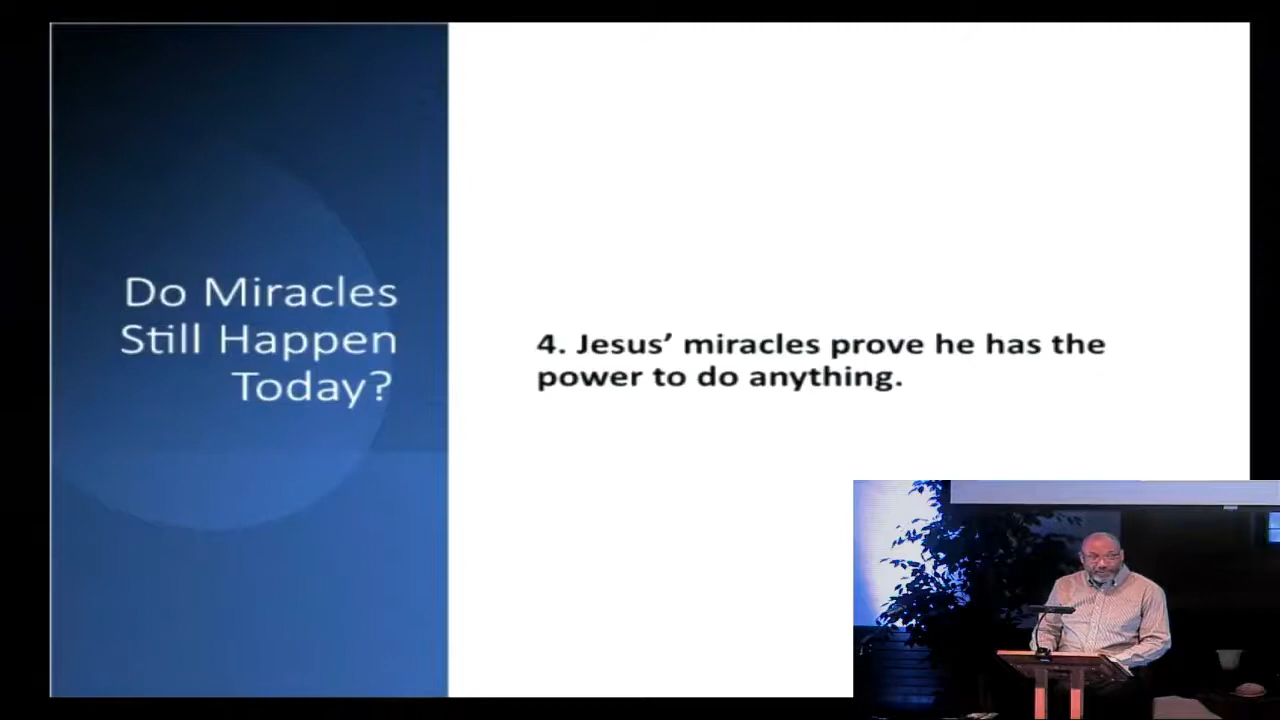 Do Miracles
Still Happen
Today?
4. Jesus’ miracles prove he has the
power to do anything.